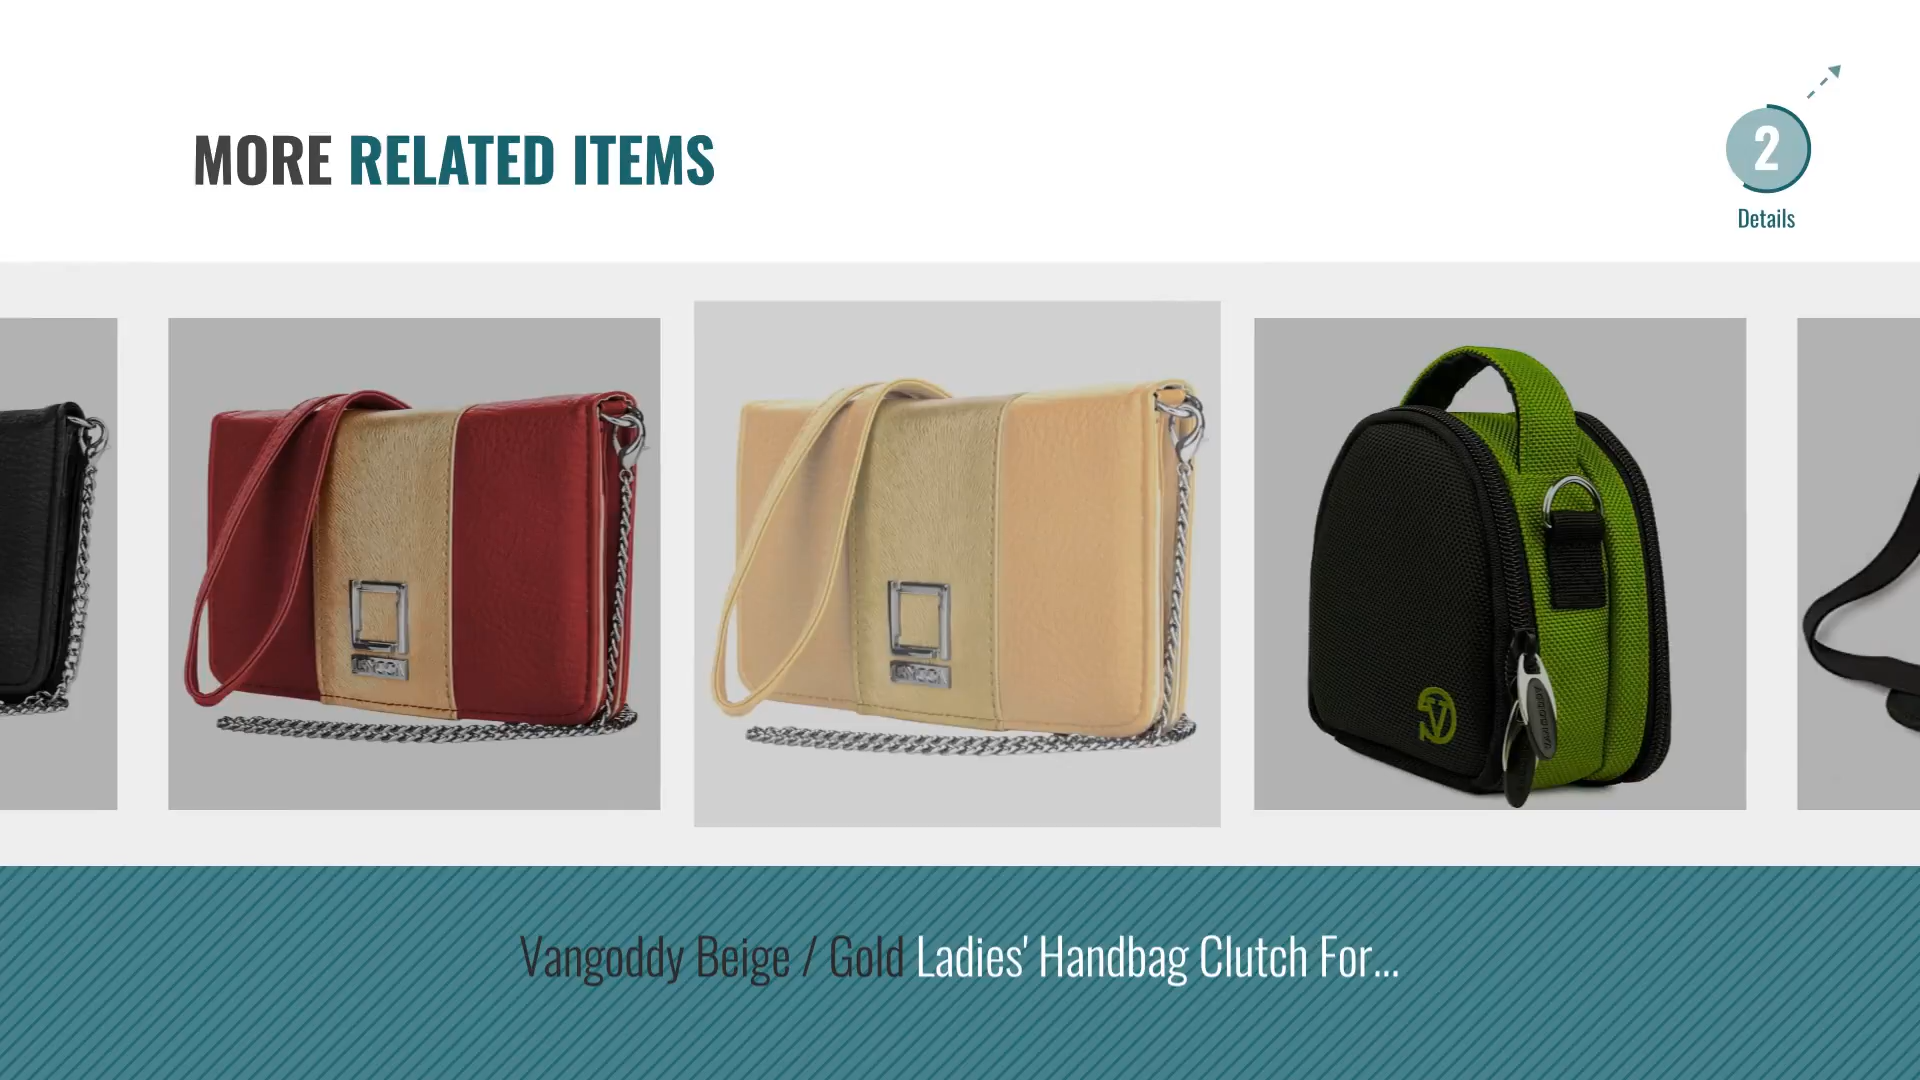 MORE RELATED ITEMS
2
Details
Vangoddy Beige / Gold Ladies' Handbag Clutch For...